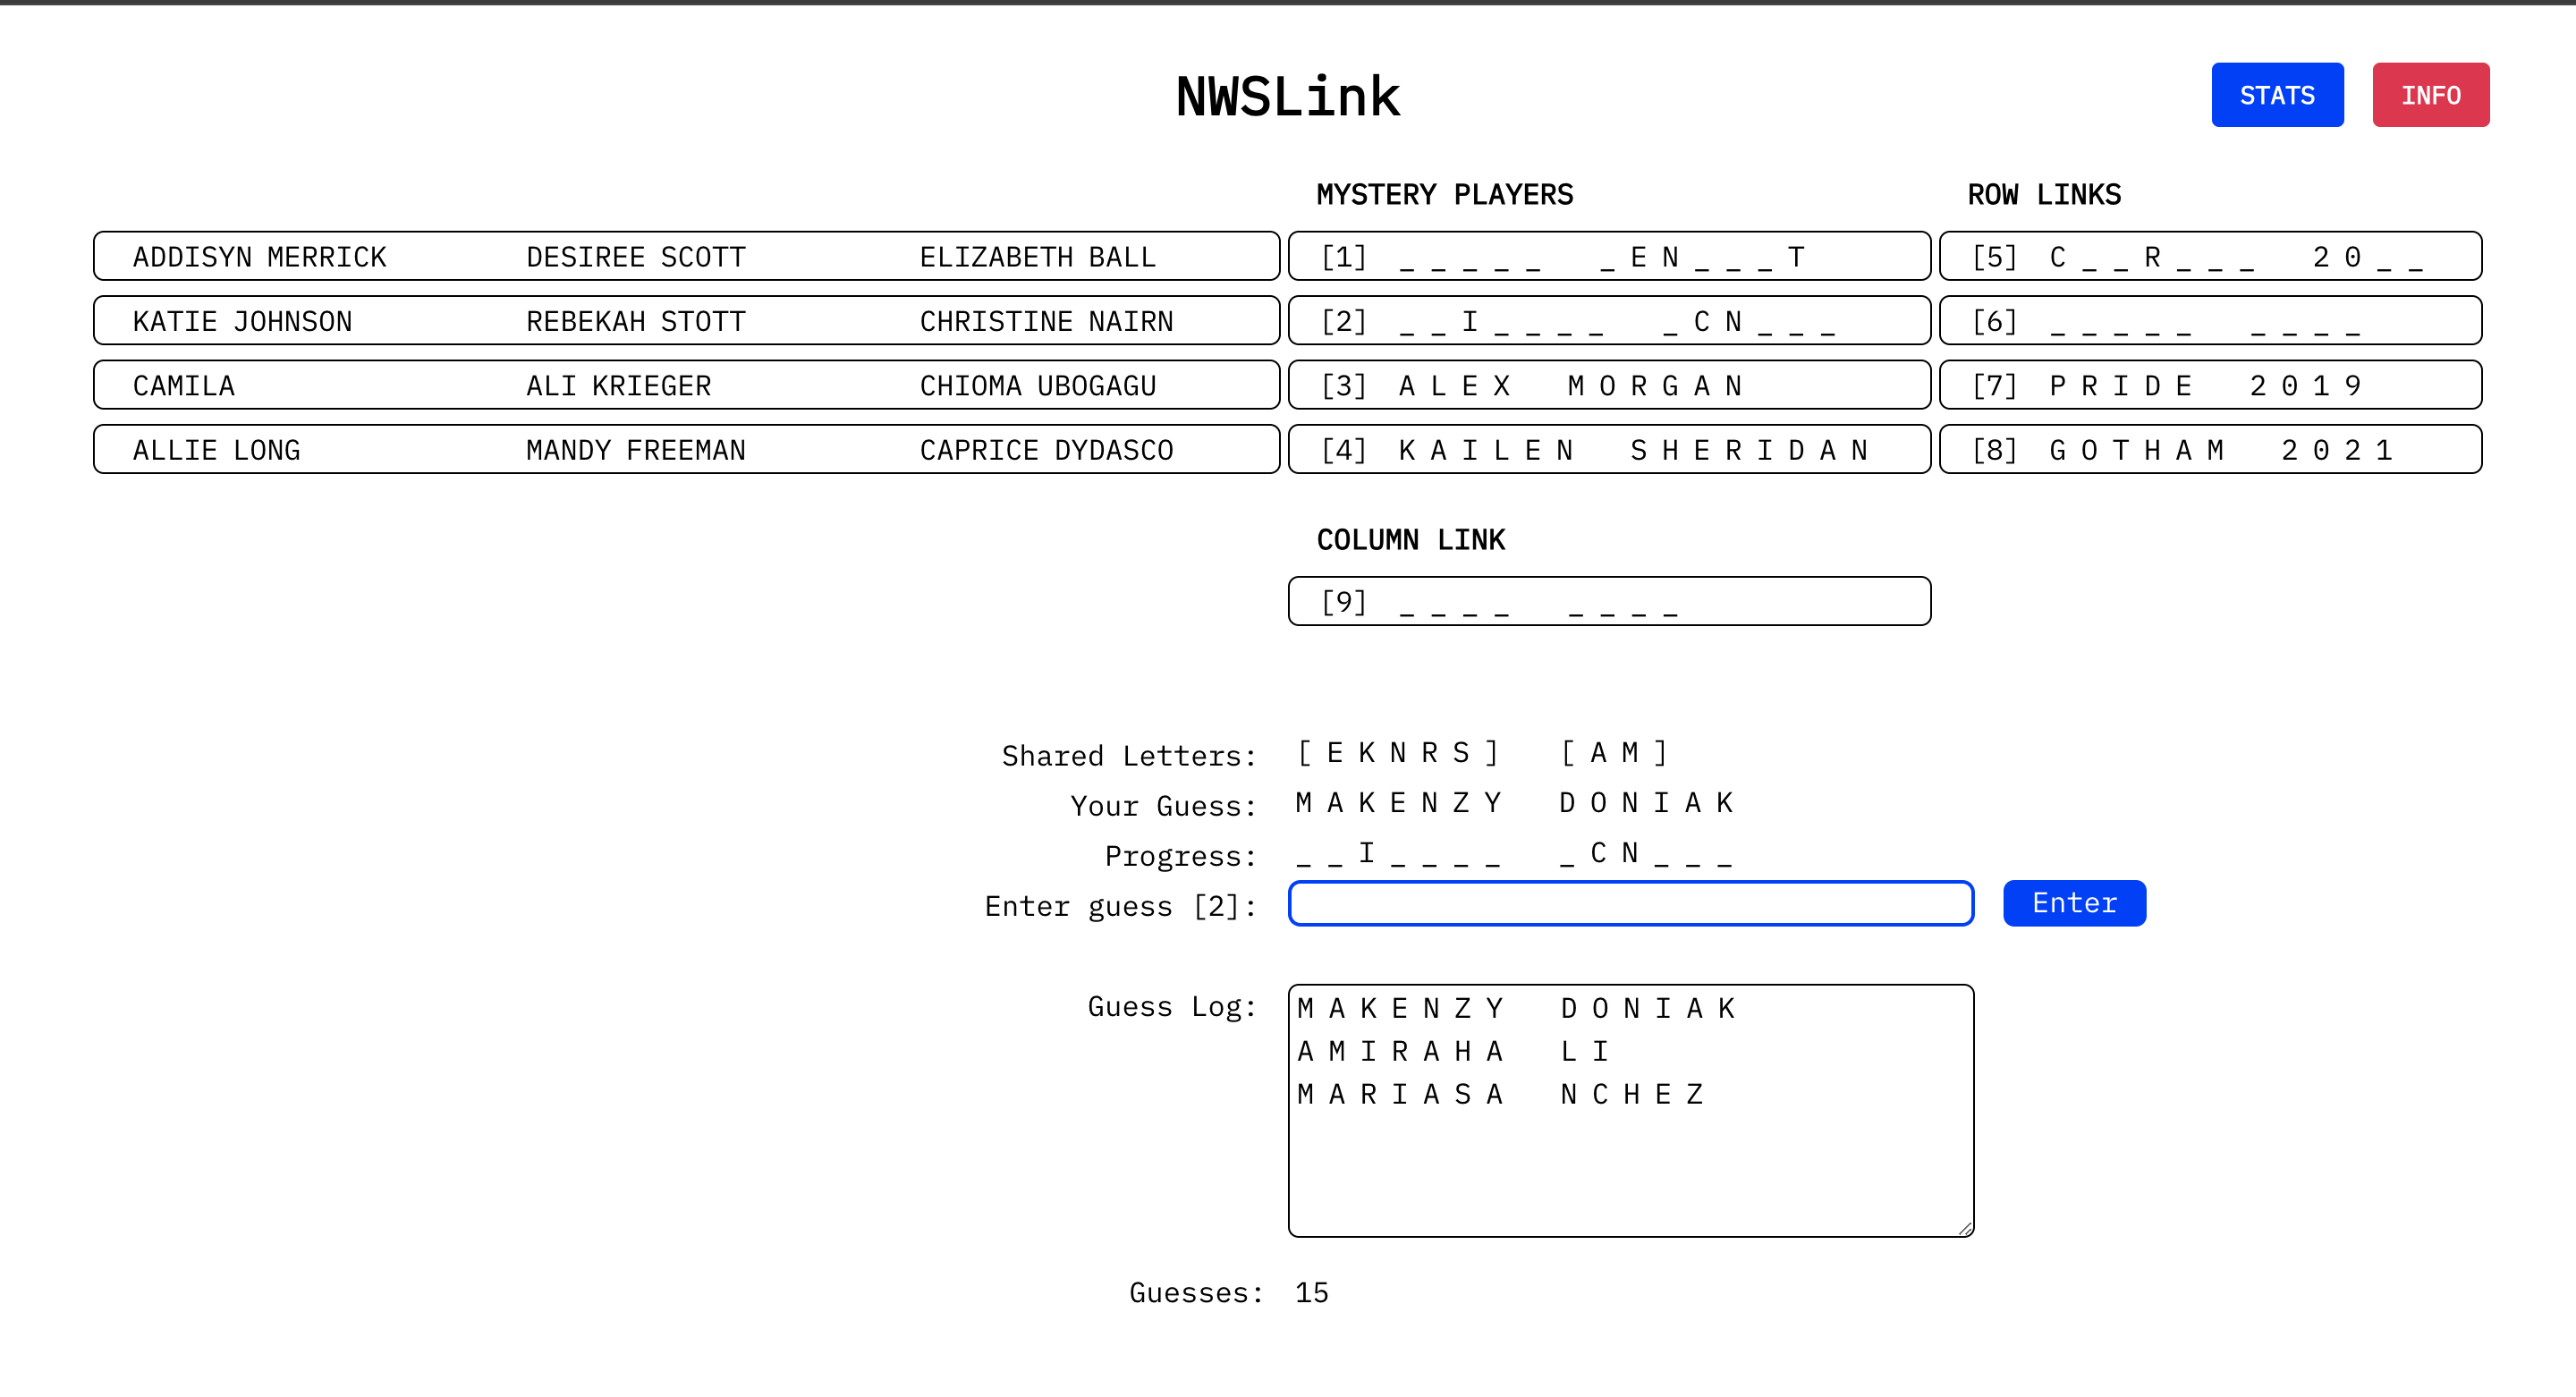 NWSLink
STATS INFO
MYSTERY PLAYERS ROW LINKS
ADDISYN MERRICK DESIREE SCOTT ELIZABETH BALL [1] _ _ _ _ _ _ E N _ _ _ T [5] C _ _ R _ _ _ 2 0 _ _
KATIE JOHNSON REBEKAH STOTT CHRISTINE NAIRN [2] _ _ I _ _ _ _ _ C N _ _ _ [6] _ _ _ _ _ _ _ _ _
CAMILA ALI KRIEGER CHIOMA UBOGAGU [3] A L E X M O R G A N [7] P R I D E 2 0 1 9
ALLIE LONG MANDY FREEMAN CAPRICE DYDASCO [4] K A I L E N S H E R I D A N [8] G O T H A M 2 0 2 1
COLUMN LINK
[9] _ _ _ _ _ _ _ _
Shared Letters: [ E K N R S ] [ A M ]
Your Guess: M A K E N Z Y D O N I A K
Progress: _ _ I _ _ _ _ _ C N _ _ _
Enter guess [2]: Enter
Guess Log: M A K E N Z Y D O N I A K
A M I R A H A L I
M A R I A S A N C H E Z
Guesses: 15